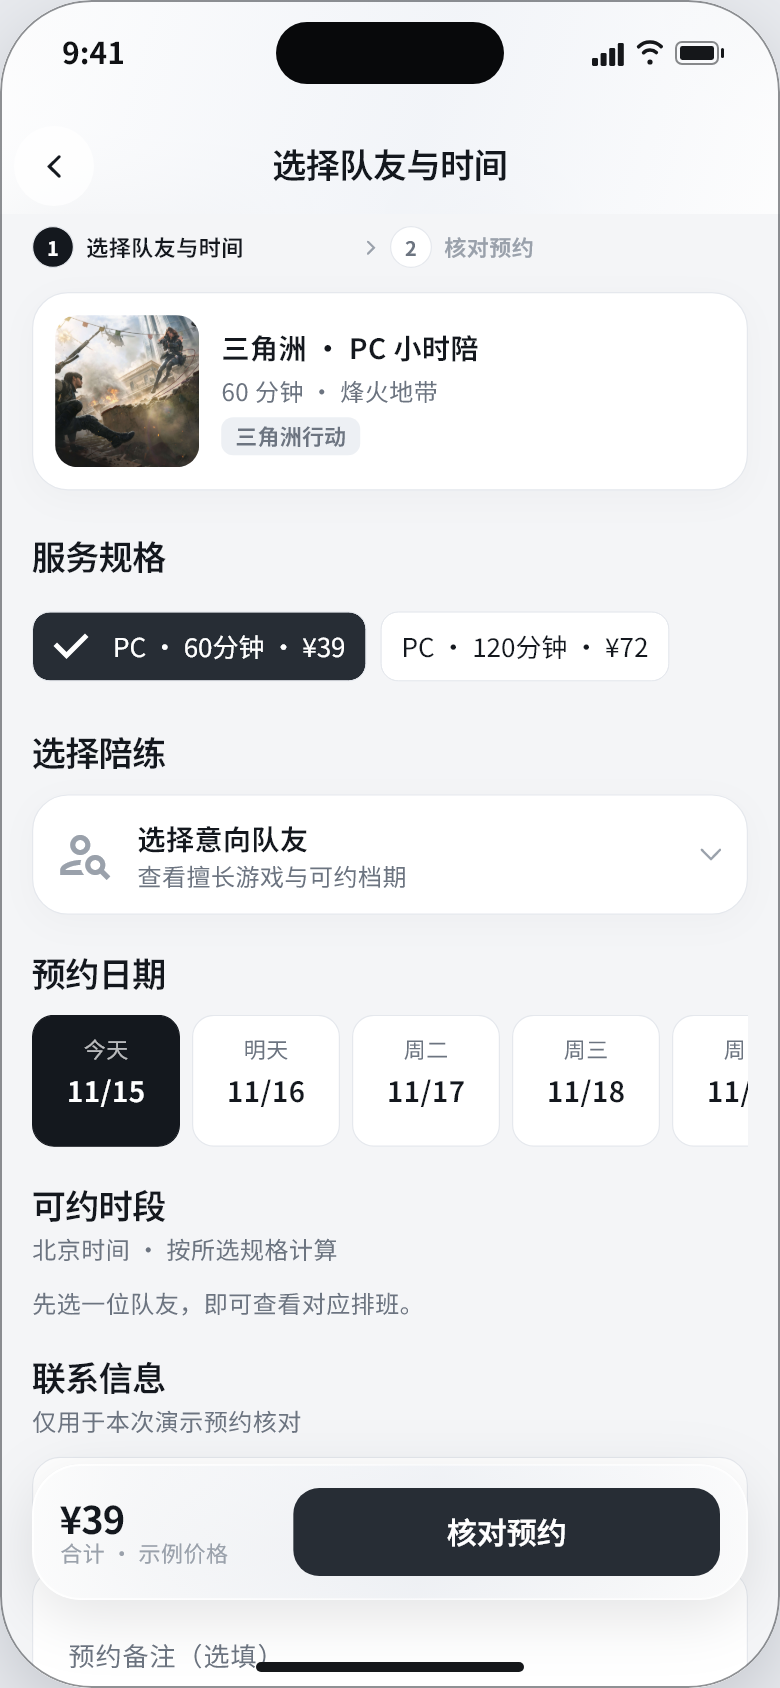 9:41
选择队友与时间
1 选择队友与时间 > 2 核对预约
三角洲 · PC 小时陪
60 分钟 · 烽火地带
三角洲行动
服务规格
PC · 60分钟 · ¥39
PC · 120分钟 · ¥72
选择陪练
选择意向队友
查看擅长游戏与可约档期
预约日期
今天 明天 周二 周三 周
11/15 11/16 11/17 11/18 11/
可约时段
北京时间 · 按所选规格计算
先选一位队友，即可查看对应排班。
联系信息
仅用于本次演示预约核对
¥39
合计 · 示例价格
核对预约
预约备注（选填）